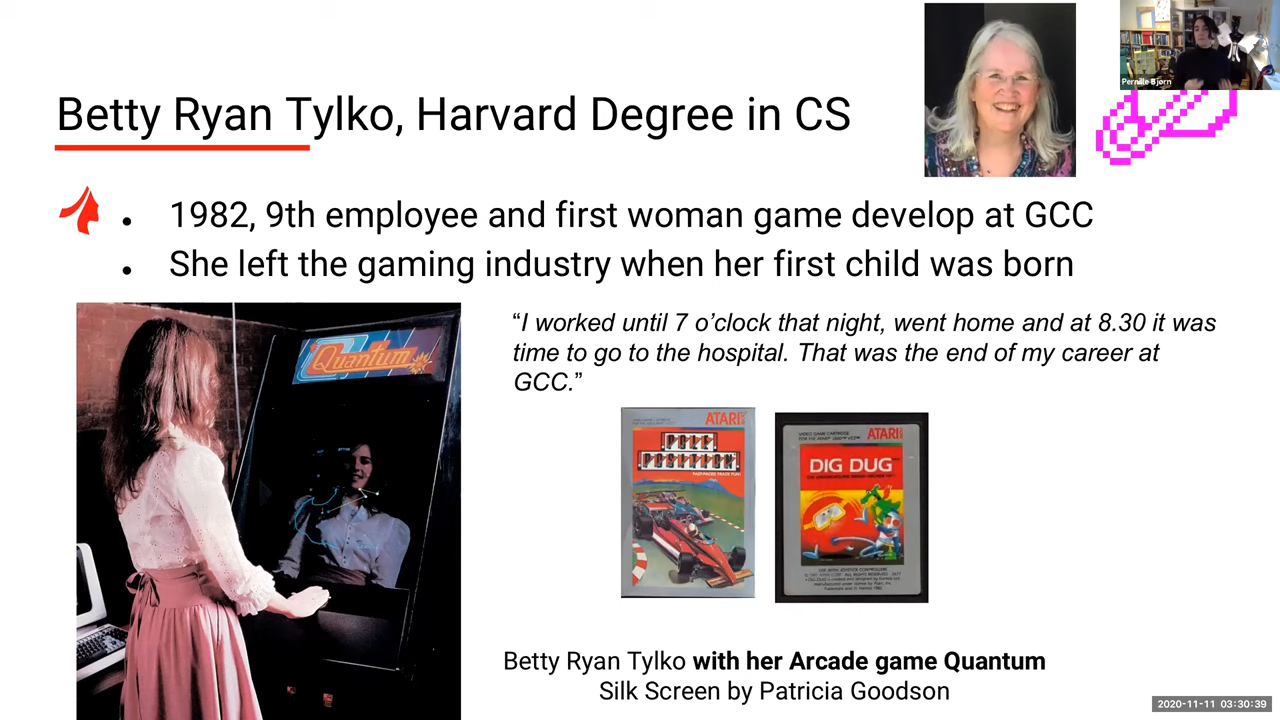 Pernille Bjørn
Betty Ryan Tylko, Harvard Degree in CS
• 1982, 9th employee and first woman game develop at GCC
• She left the gaming industry when her first child was born
Quantum
“I worked until 7 o’clock that night, went home and at 8.30 it was
time to go to the hospital. That was the end of my career at
GCC.”
ATARI
POLE
POSITION
ATARI
DIG DUG
Betty Ryan Tylko with her Arcade game Quantum
Silk Screen by Patricia Goodson
2020-11-11 03:30:39